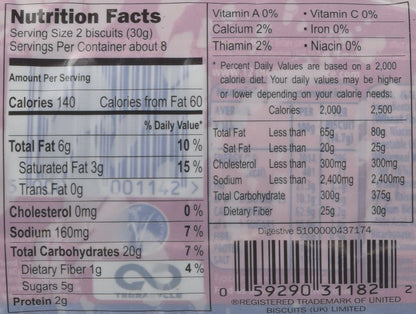 Nutrition Facts
Serving Size 2 biscuits (30g)
Servings Per Container about 8
Amount Per Serving
Calories 140 Calories from Fat 60
% Daily Value*
Total Fat 6g 10 %
Saturated Fat 3g 15 %
Trans Fat 0g
Cholesterol 0mg 0 %
Sodium 160mg 7 %
Total Carbohydrates 20g 7 %
Dietary Fiber 1g 4 %
Sugars 5g
Protein 2g
Vitamin A 0% • Vitamin C 0%
Calcium 2% • Iron 0%
Thiamin 2% • Niacin 0%
* Percent Daily Values are based on a 2,000
calorie diet. Your daily values may be higher
or lower depending on your calorie needs:
Calories 2,000 2,500
Total Fat Less than 65g 80g
Sat Fat Less than 20g 25g
Cholesterol Less than 300mg 300mg
Sodium Less than 2,400mg 2,400mg
Total Carbohydrate 300g 375g
Dietary Fiber 25g 30g
Digestive 5100000437174
0 59290 31182 2
®REGISTERED TRADEMARK OF UNITED
BISCUITS (UK) LIMITED
001142